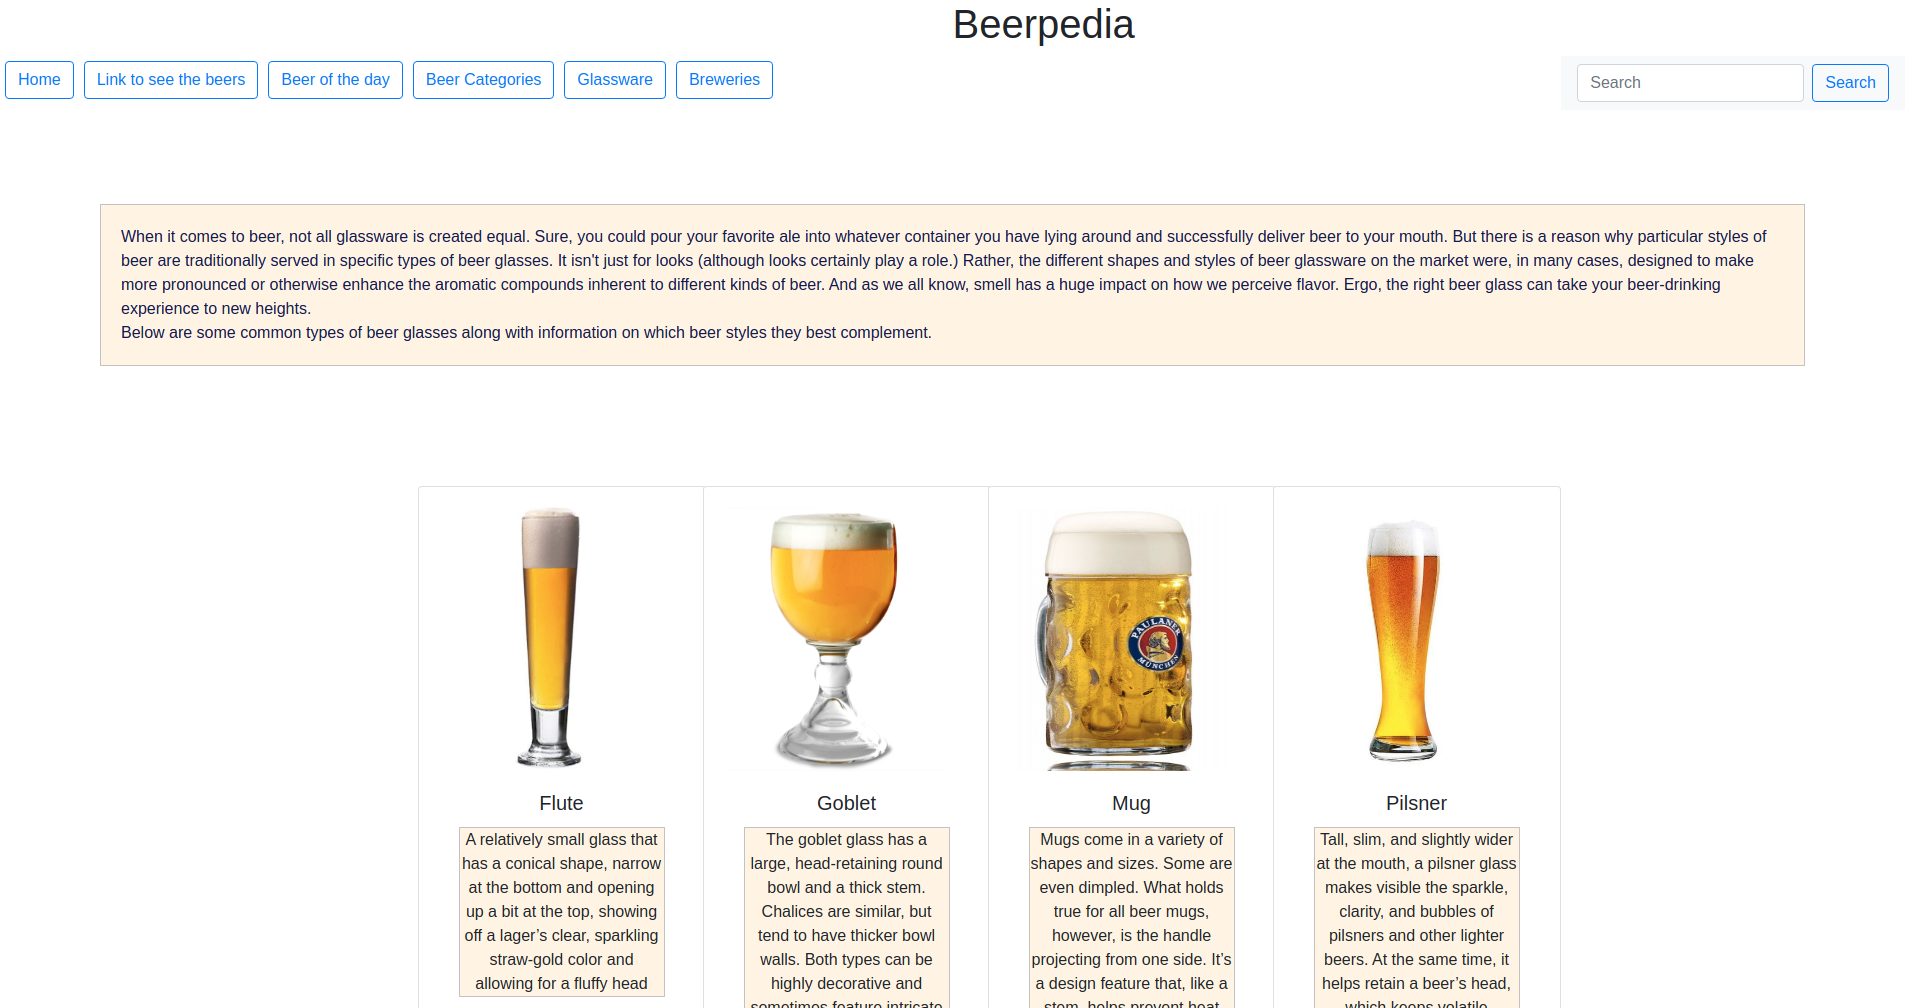 Beerpedia
Home
Link to see the beers
Beer of the day
Beer Categories
Glassware
Breweries
Search
Search
When it comes to beer, not all glassware is created equal. Sure, you could pour your favorite ale into whatever container you have lying around and successfully deliver beer to your mouth. But there is a reason why particular styles of
beer are traditionally served in specific types of beer glasses. It isn't just for looks (although looks certainly play a role.) Rather, the different shapes and styles of beer glassware on the market were, in many cases, designed to make
more pronounced or otherwise enhance the aromatic compounds inherent to different kinds of beer. And as we all know, smell has a huge impact on how we perceive flavor. Ergo, the right beer glass can take your beer-drinking
experience to new heights.
Below are some common types of beer glasses along with information on which beer styles they best complement.
Flute
A relatively small glass that
has a conical shape, narrow
at the bottom and opening
up a bit at the top, showing
off a lager’s clear, sparkling
straw-gold color and
allowing for a fluffy head
Goblet
The goblet glass has a
large, head-retaining round
bowl and a thick stem.
Chalices are similar, but
tend to have thicker bowl
walls. Both types can be
highly decorative and
sometimes feature intricate
PAULANER
MÜNCHEN
Mug
Mugs come in a variety of
shapes and sizes. Some are
even dimpled. What holds
true for all beer mugs,
however, is the handle
projecting from one side. It’s
a design feature that, like a
stem, helps prevent heat
Pilsner
Tall, slim, and slightly wider
at the mouth, a pilsner glass
makes visible the sparkle,
clarity, and bubbles of
pilsners and other lighter
beers. At the same time, it
helps retain a beer’s head,
which keeps volatile